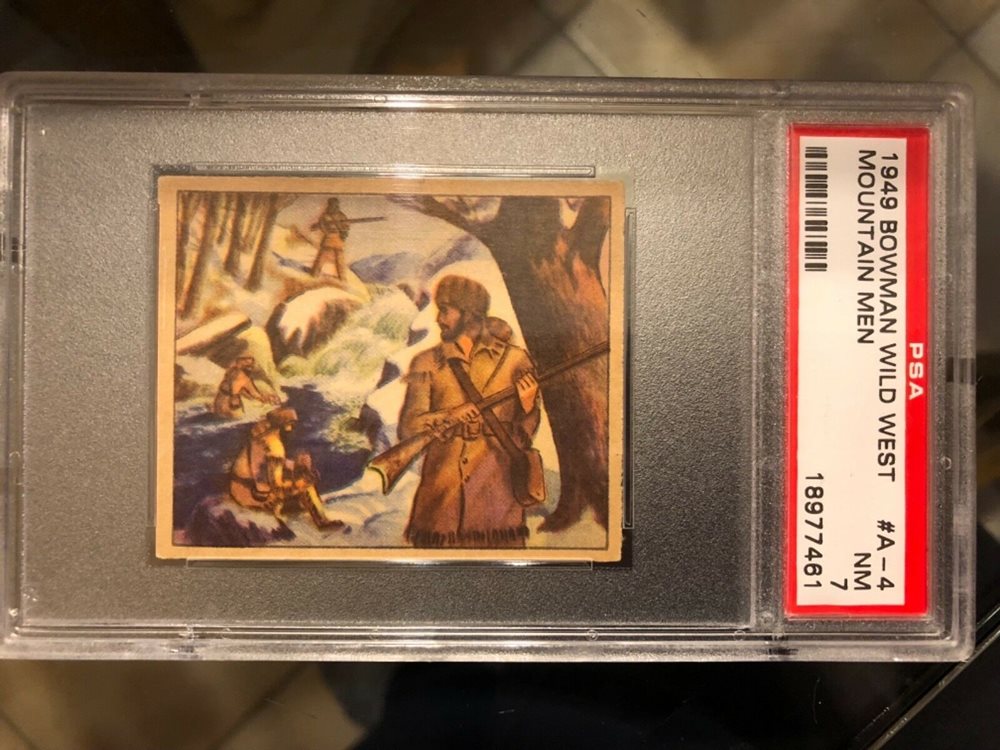 1949 BOWMAN WILD WEST #A-4
MOUNTAIN MEN NM
7
18977461
PSA